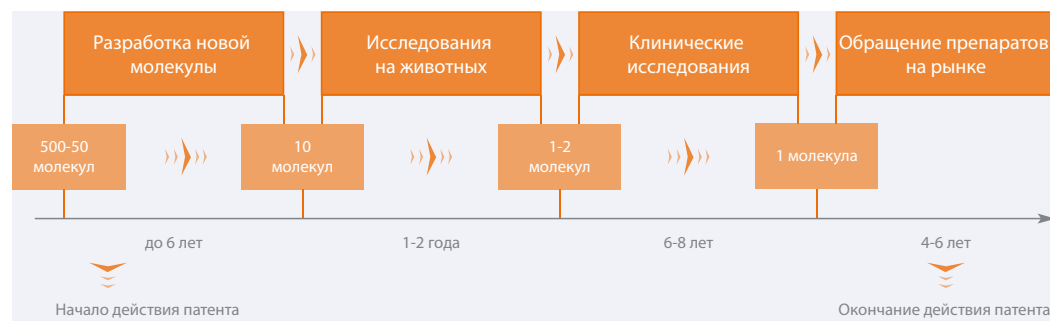 Разработка новой
молекулы
Исследования
на животных
Клинические
исследования
Обращение препаратов
на рынке
500-50
молекул
10
молекул
1-2
молекул
1 молекула
до 6 лет
1-2 года
6-8 лет
4-6 лет
Начало действия патента
Окончание действия патента